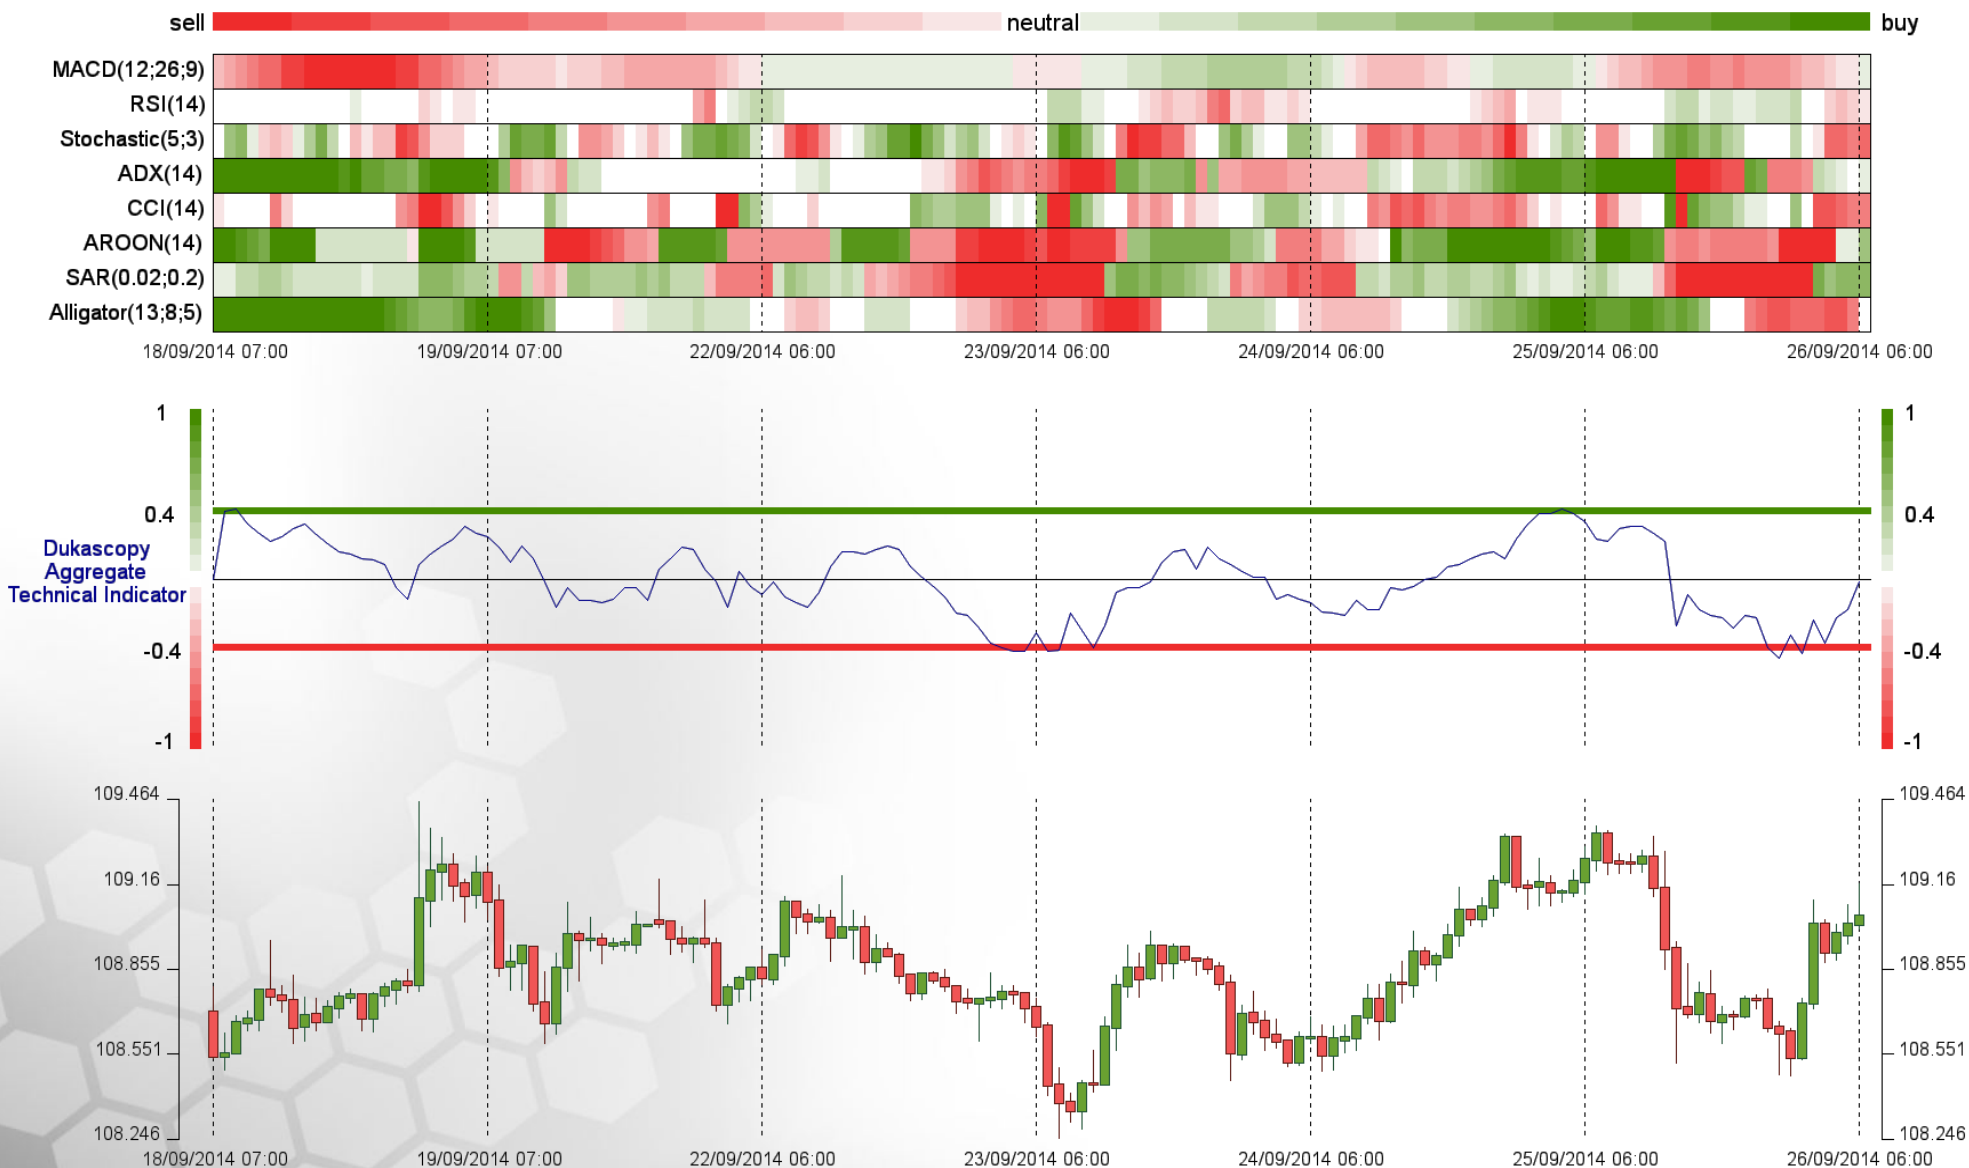 sell neutral buy
MACD(12;26;9)
RSI(14)
Stochastic(5;3)
ADX(14)
CCI(14)
AROON(14)
SAR(0.02;0.2)
Alligator(13;8;5)
18/09/2014 07:00 19/09/2014 07:00 22/09/2014 06:00 23/09/2014 06:00 24/09/2014 06:00 25/09/2014 06:00 26/09/2014 06:00
1 1
0.4 0.4
Dukascopy
Aggregate
Technical Indicator
-0.4 -0.4
-1 -1
109.464 109.464
109.16 109.16
108.855 108.855
108.551 108.551
108.246 108.246
18/09/2014 07:00 19/09/2014 07:00 22/09/2014 06:00 23/09/2014 06:00 24/09/2014 06:00 25/09/2014 06:00 26/09/2014 06:00